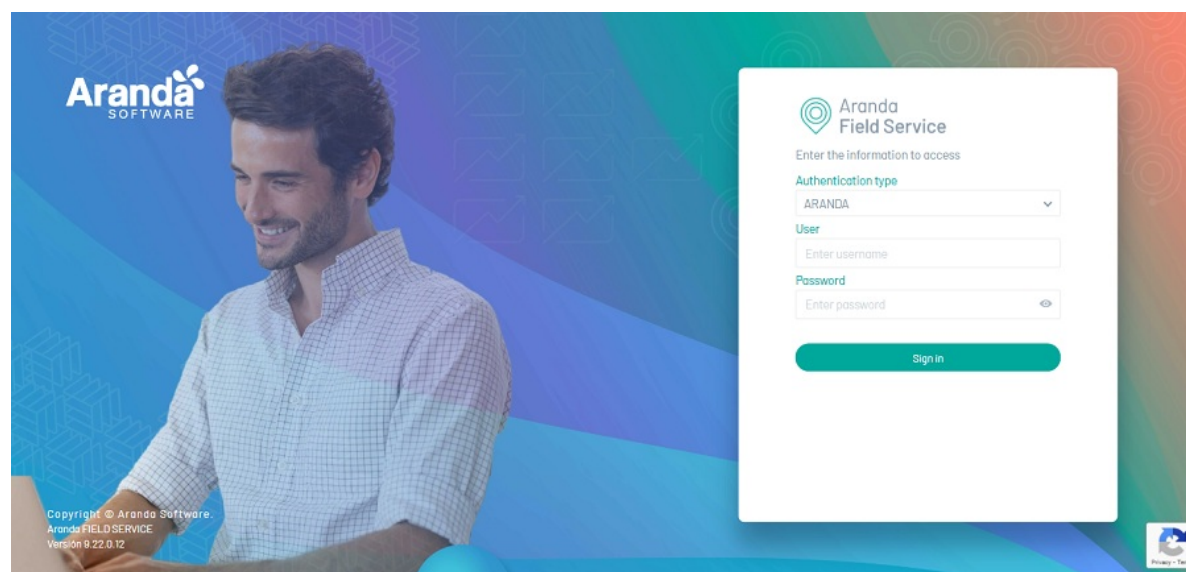 Aranda
SOFTWARE
Aranda
Field Service
Enter the information to access
Authentication type
ARANDA
User
Enter username
Password
Enter password
Sign in
Copyright © Aranda Software.
Aranda FIELD SERVICE
Versión 9.22.0.12
Privacy -